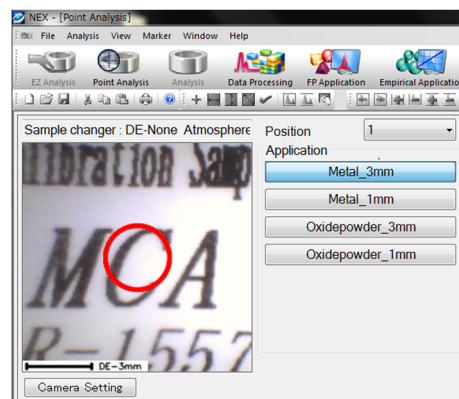 NEX - [Point Analysis]
File Analysis View Marker Window Help
EZ Analysis Point Analysis Analysis Data Processing FP Application Empirical Applicatio
Sample changer : DE-None Atmosphere
Position 1
Application
Metal_3mm
Metal_1mm
Oxidepowder_3mm
Oxidepowder_1mm
libration Samp
MCA
R-1557
DE-3mm
Camera Setting